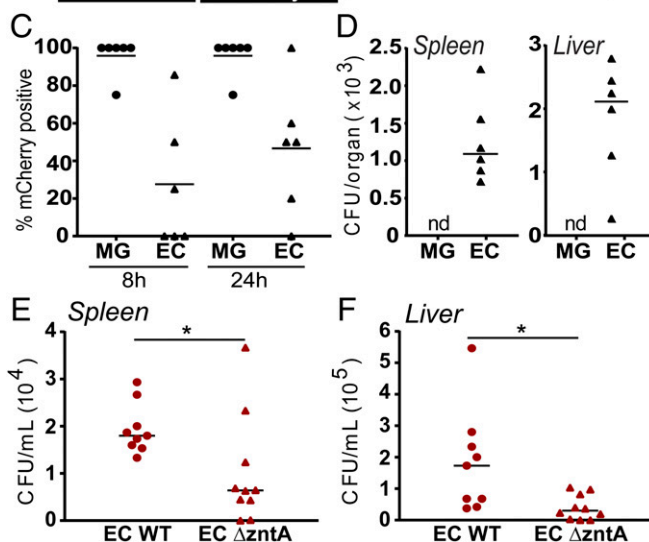 C
% mCherry positive
100
80
60
40
20
0
MG EC MG EC
8h 24h
D
Spleen
CFU/organ ( x10³)
2.5
2.0
1.5
1.0
0.5
0
nd
MG EC
Liver
3
2
1
0
nd
MG EC
E Spleen
CFU/mL (10⁴)
4
3
2
1
0
*
EC WT EC ΔzntA
F Liver
CFU/mL (10⁵)
6
5
4
3
2
1
0
*
EC WT EC ΔzntA